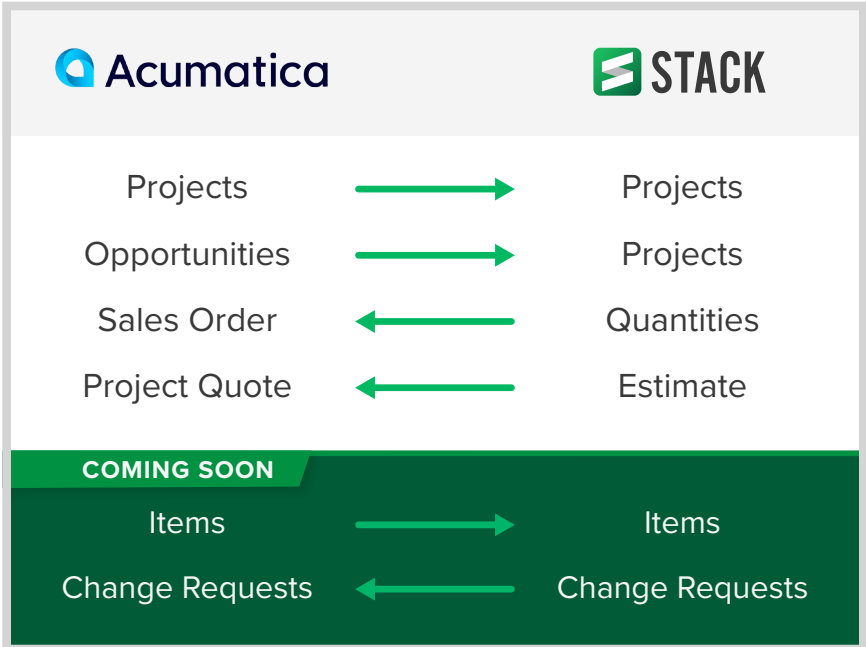 Acumatica STACK
Projects Projects
Opportunities Projects
Sales Order Quantities
Project Quote Estimate
COMING SOON
Items Items
Change Requests Change Requests